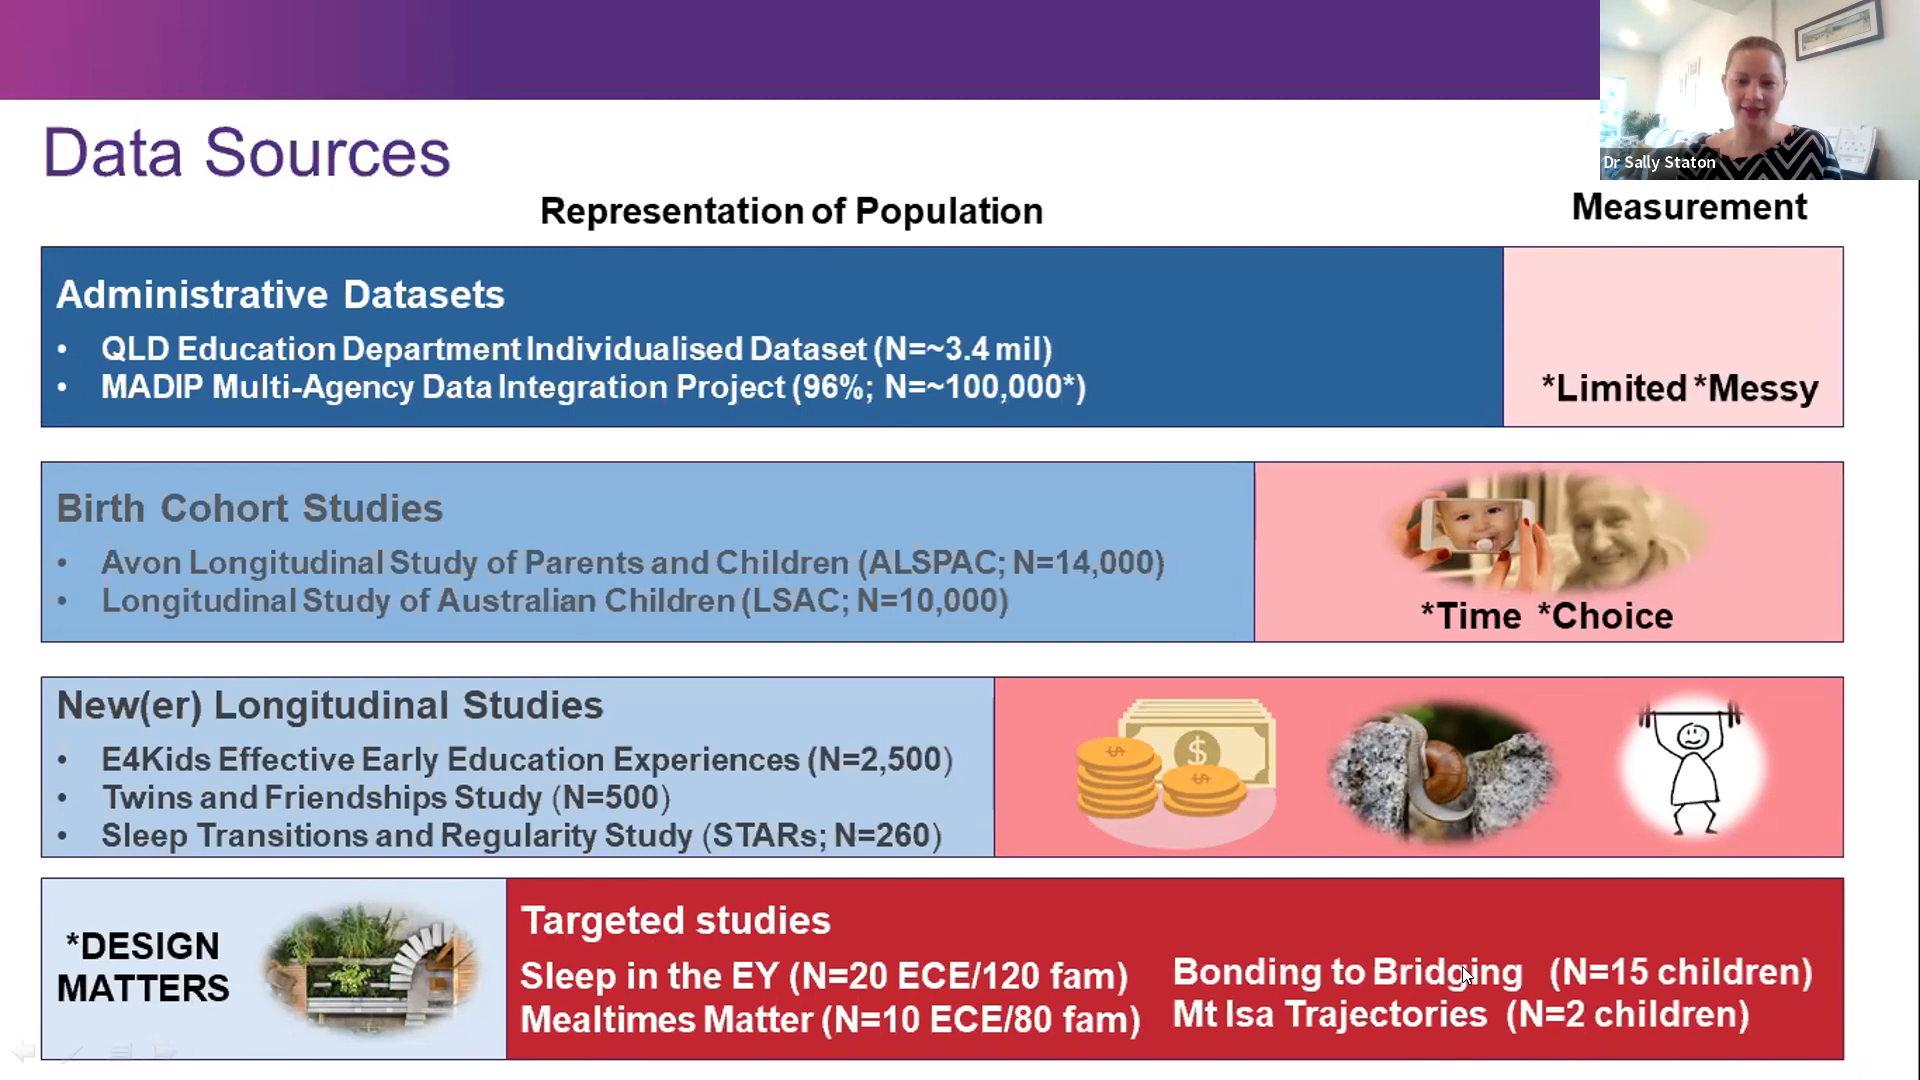 Dr Sally Staton
Data Sources
Representation of Population
Measurement
Administrative Datasets
• QLD Education Department Individualised Dataset (N=~3.4 mil)
• MADIP Multi-Agency Data Integration Project (96%; N=~100,000*)
*Limited *Messy
Birth Cohort Studies
• Avon Longitudinal Study of Parents and Children (ALSPAC; N=14,000)
• Longitudinal Study of Australian Children (LSAC; N=10,000)
*Time *Choice
New(er) Longitudinal Studies
• E4Kids Effective Early Education Experiences (N=2,500)
• Twins and Friendships Study (N=500)
• Sleep Transitions and Regularity Study (STARs; N=260)
*DESIGN
MATTERS
Targeted studies
Sleep in the EY (N=20 ECE/120 fam)
Mealtimes Matter (N=10 ECE/80 fam)
Bonding to Bridging (N=15 children)
Mt Isa Trajectories (N=2 children)